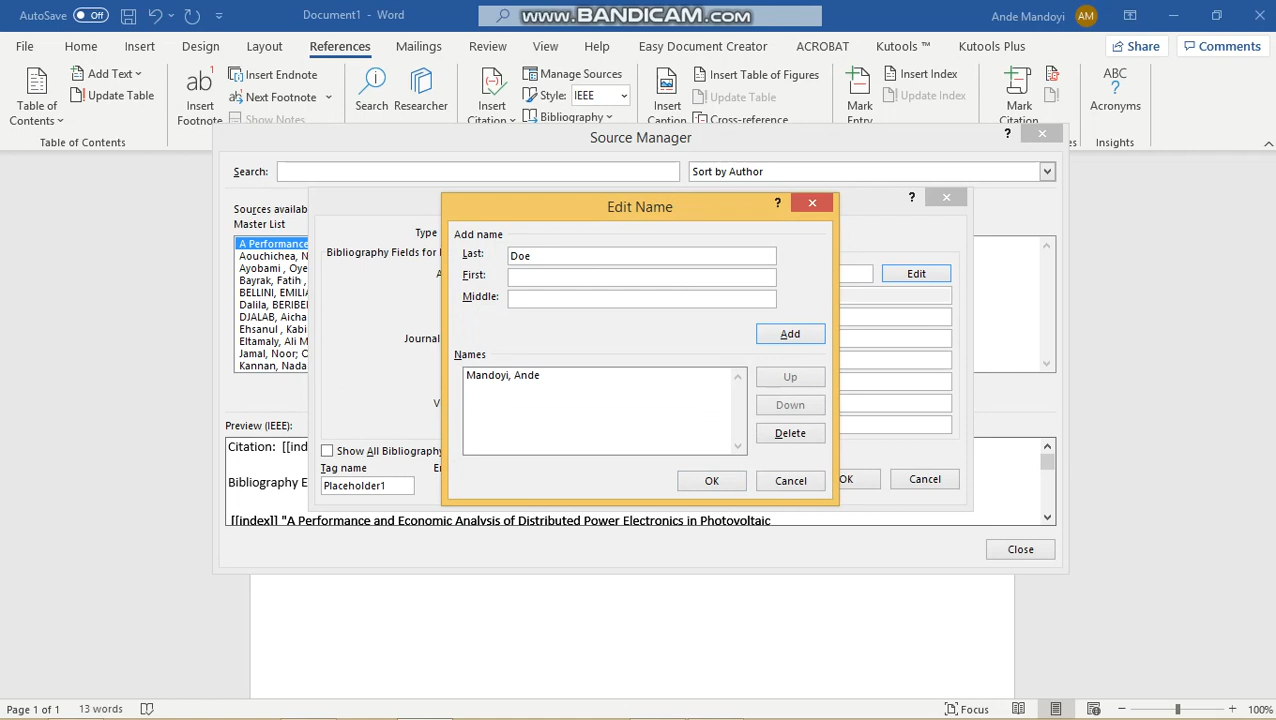 AutoSave Off Document1 - Word www.BANDICAM.com Ande Mandoyi AM
File Home Insert Design Layout References Mailings Review View Help Easy Document Creator ACROBAT Kutools ™ Kutools Plus Share Comments
Table of Contents
Add Text
Update Table
Table of Contents
ab¹
Insert Footnote
Insert Endnote
Next Footnote
Show Notes
Search
Researcher
Insert Citation
Manage Sources
Style: IEEE
Bibliography
Insert Caption
Insert Table of Figures
Update Table
Cross-reference
Mark Entry
Insert Index
Update Index
Mark Citation
ABC
?
Acronyms
Insights
Source Manager ?
Search: Sort by Author
Sources
Master List
A Performance
Aouchichea, N
Ayobami , Oye
Bayrak, Fatih
BELLINI, EMILIA
Dalila, BERIBE
DJALAB, Aicha
Ehsanul , Kabi
Eltamaly, Ali M
Jamal, Noor; C
Kannan, Nada
Preview (IEEE):
Citation: [[ind
Bibliography E
[[index]] "A Performance and Economic Analysis of Distributed Power Electronics in Photovoltaic
Close
?
Type
Bibliography Fields for
A
Edit
Journal
Show All Bibliography
Tag name
Placeholder1
OK Cancel
Edit Name ?
Add name
Last: Doe
First:
Middle:
Add
Names
Mandoyi, Ande
Up
Down
Delete
OK Cancel
Page 1 of 1 13 words Focus 100%